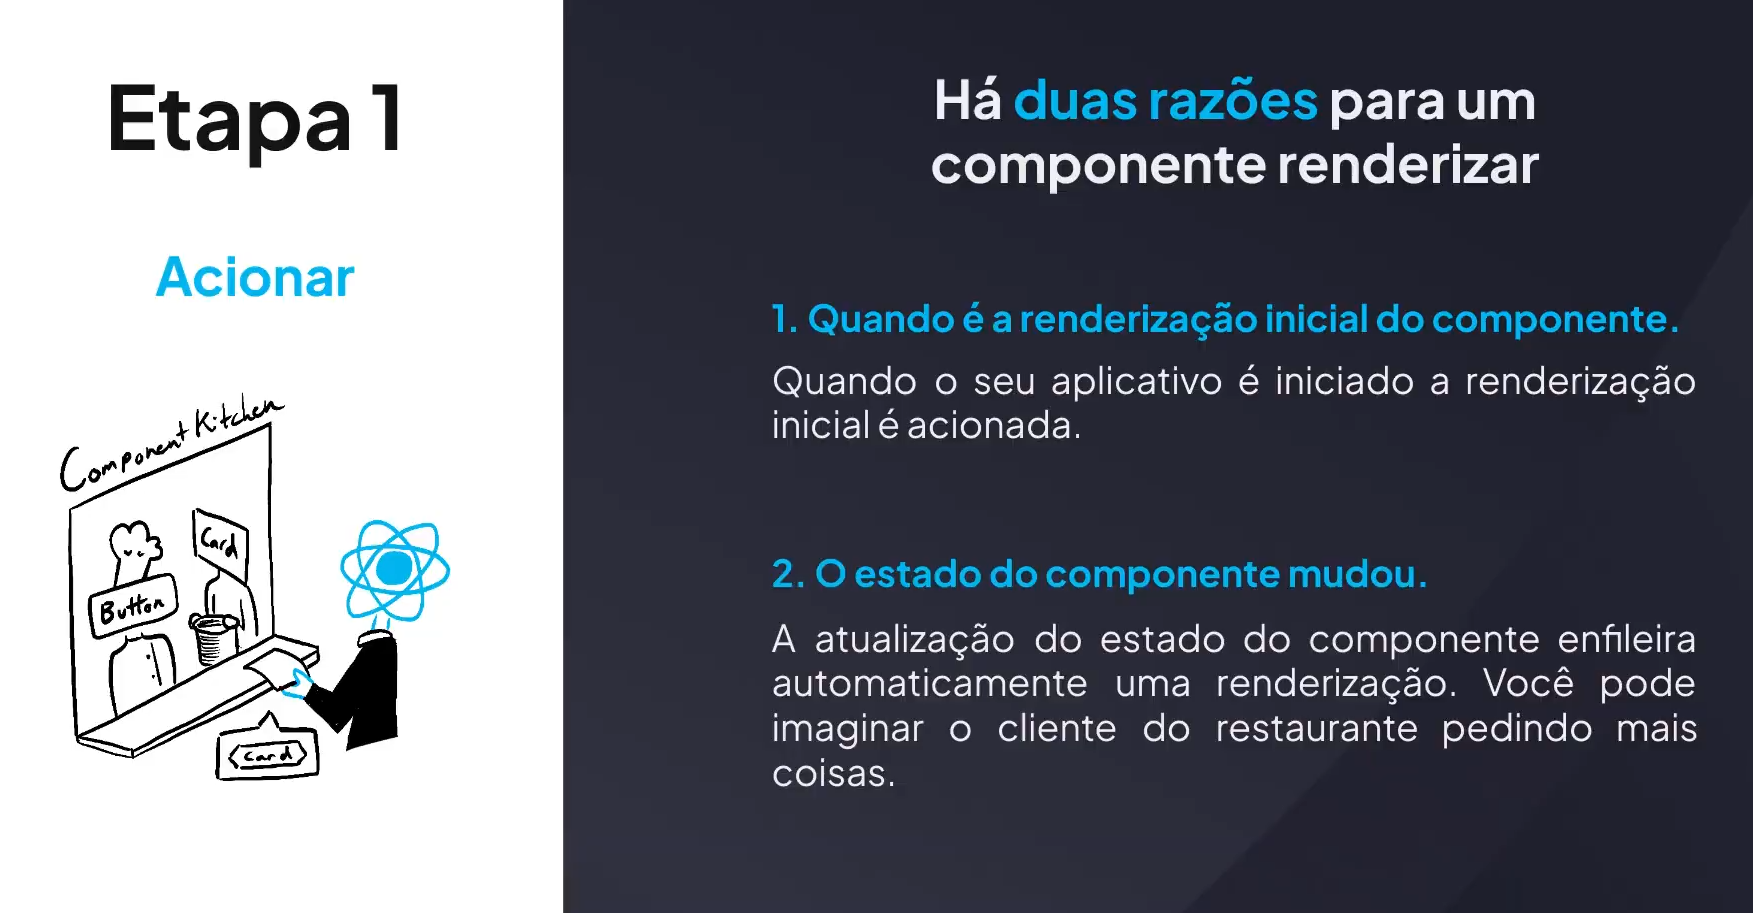 Etapa 1
Acionar
Component Kitchen
Card
Button
Card
Há duas razões para um
componente renderizar
1. Quando é a renderização inicial do componente.
Quando o seu aplicativo é iniciado a renderização
inicial é acionada.
2. O estado do componente mudou.
A atualização do estado do componente enfileira
automaticamente uma renderização. Você pode
imaginar o cliente do restaurante pedindo mais
coisas.